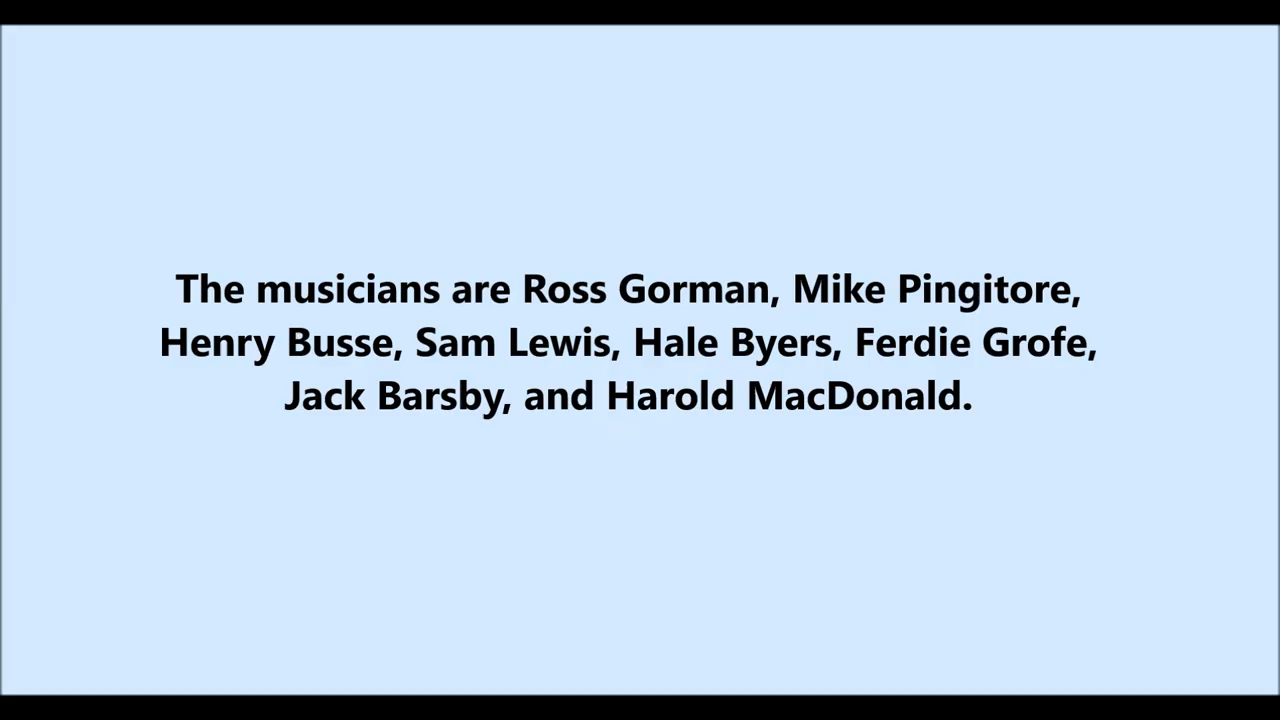 The musicians are Ross Gorman, Mike Pingitore,
Henry Busse, Sam Lewis, Hale Byers, Ferdie Grofe,
Jack Barsby, and Harold MacDonald.